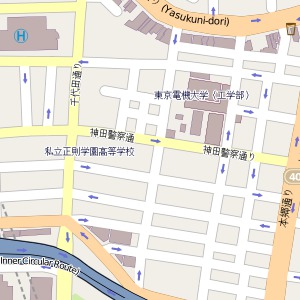 u (Yasukuni-dori)
H
千代田通り
東京電機大学（工学部）
神田警察通
神田警察通り
私立正則学園高等学校
40
本郷通り
Inner Circular Route)